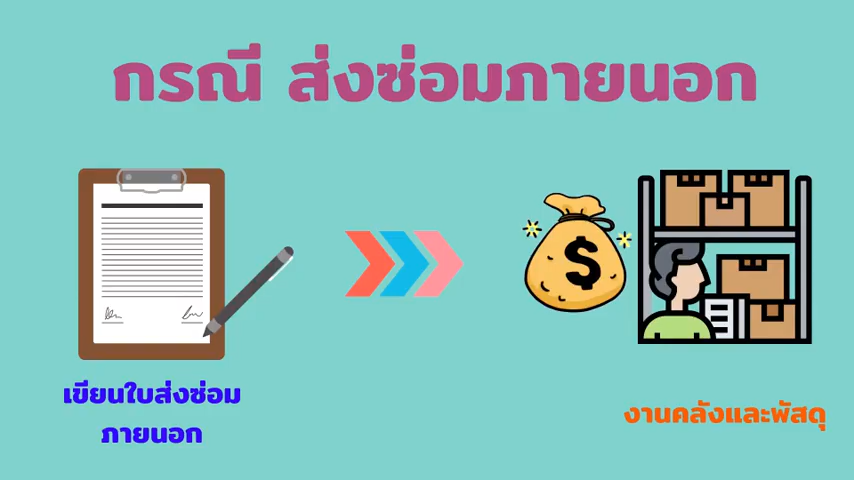 กรณี ส่งซ่อมภายนอก
เขียนใบส่งซ่อม
ภายนอก
$
งานคลังและพัสดุ